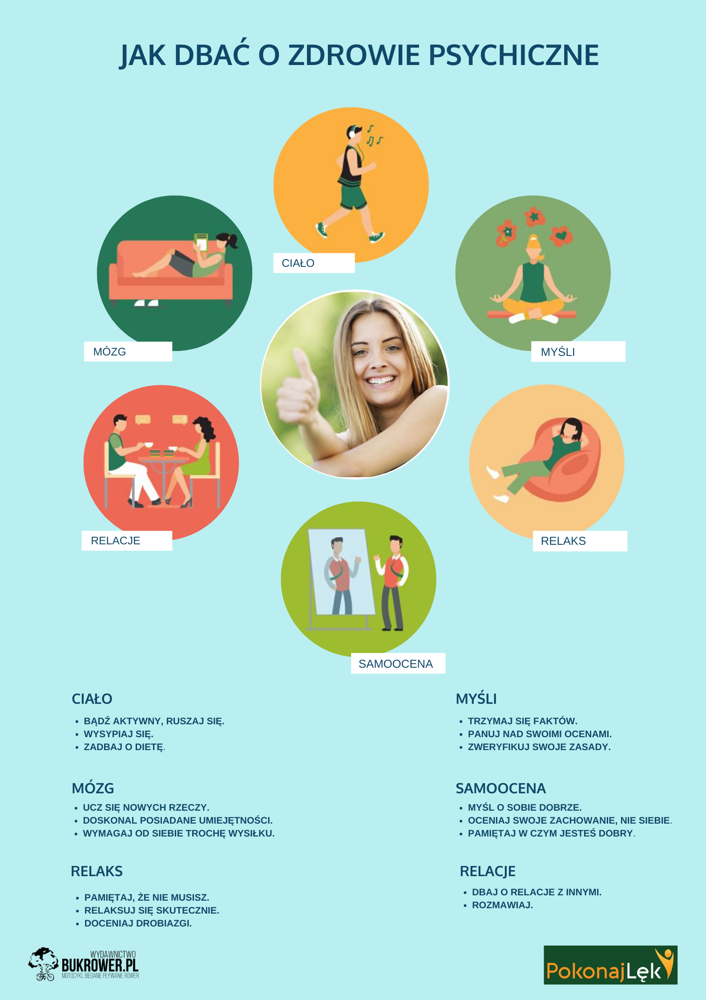 JAK DBAĆ O ZDROWIE PSYCHICZNE
CIAŁO
MÓZG
MYŚLI
RELACJE
RELAKS
SAMOOCENA
CIAŁO
BĄDŹ AKTYWNY, RUSZAJ SIĘ.
WYSYPIAJ SIĘ.
ZADBAJ O DIETĘ.
MYŚLI
TRZYMAJ SIĘ FAKTÓW.
PANUJ NAD SWOIMI OCENAMI.
ZWERYFIKUJ SWOJE ZASADY.
MÓZG
UCZ SIĘ NOWYCH RZECZY.
DOSKONAL POSIADANE UMIEJĘTNOŚCI.
WYMAGAJ OD SIEBIE TROCHĘ WYSIŁKU.
SAMOOCENA
MYŚL O SOBIE DOBRZE.
OCENIAJ SWOJE ZACHOWANIE, NIE SIEBIE.
PAMIĘTAJ W CZYM JESTEŚ DOBRY.
RELAKS
PAMIĘTAJ, ŻE NIE MUSISZ.
RELAKSUJ SIĘ SKUTECZNIE.
DOCENIAJ DROBIAZGI.
RELACJE
DBAJ O RELACJE Z INNYMI.
ROZMAWIAJ.
WYDAWNICTWO
BUKROWER.PL
MOTOCYKL BIEGANIE PŁYWANIE ROWER
PokonajLęk